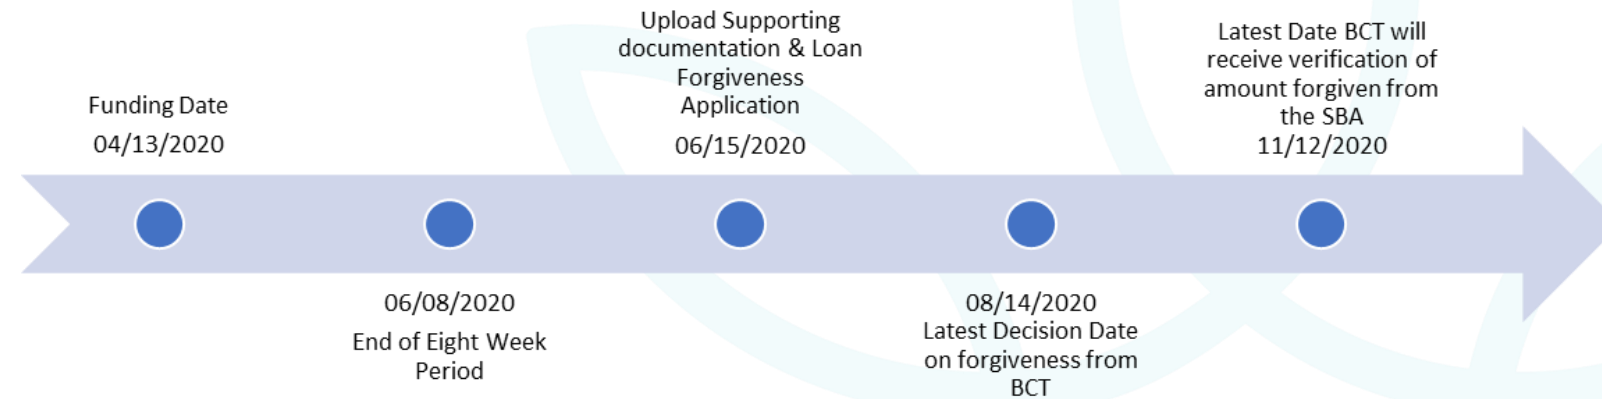 Funding Date
04/13/2020
06/08/2020
End of Eight Week
Period
Upload Supporting
documentation & Loan
Forgiveness
Application
06/15/2020
08/14/2020
Latest Decision Date
on forgiveness from
BCT
Latest Date BCT will
receive verification of
amount forgiven from
the SBA
11/12/2020